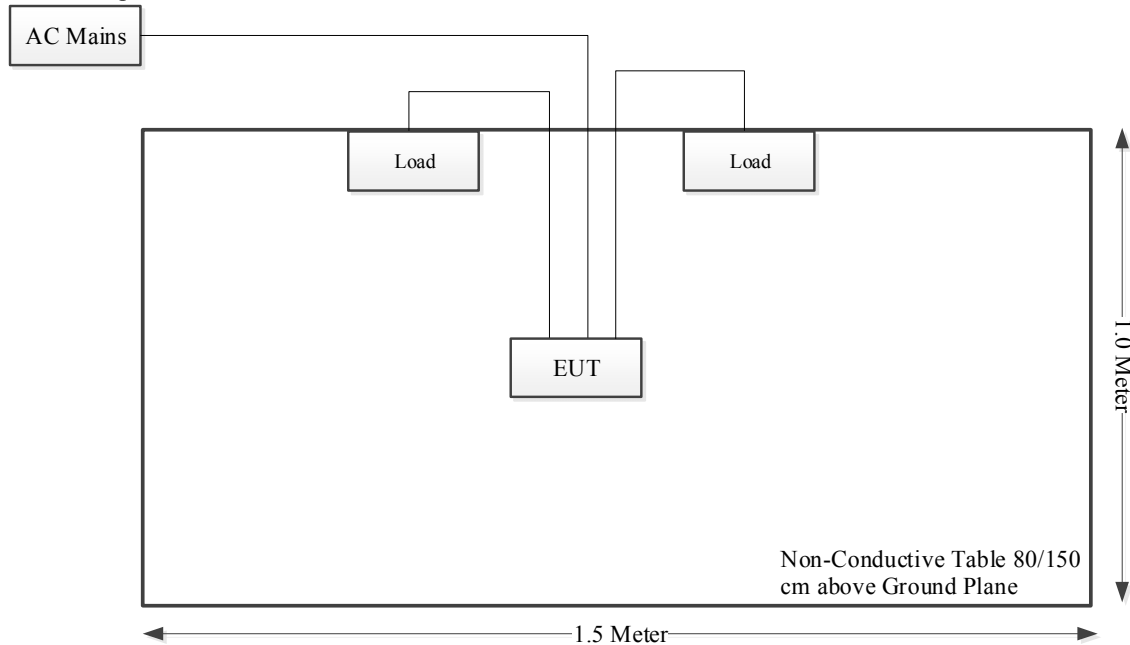 AC Mains
Load
Load
EUT
1.0 Meter
Non-Conductive Table 80/150
cm above Ground Plane
1.5 Meter